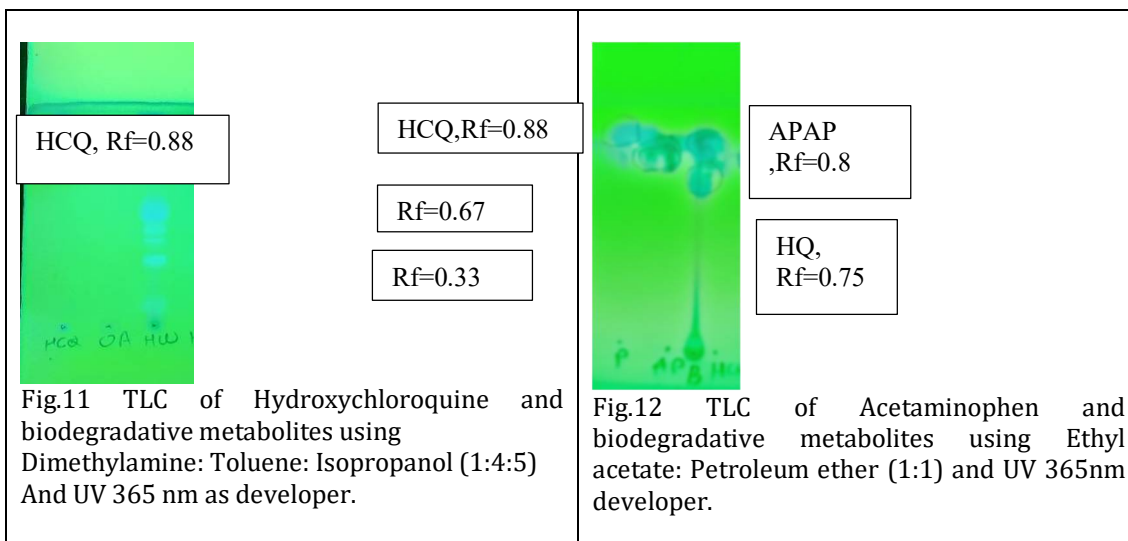 HCQ, Rf=0.88
HCQ,Rf=0.88
Rf=0.67
Rf=0.33
HCQ OA HW
Fig.11 TLC of Hydroxychloroquine and
biodegradative metabolites using
Dimethylamine: Toluene: Isopropanol (1:4:5)
And UV 365 nm as developer.
APAP
,Rf=0.8
HQ,
Rf=0.75
P AP B
Fig.12 TLC of Acetaminophen and
biodegradative metabolites using Ethyl
acetate: Petroleum ether (1:1) and UV 365nm
developer.